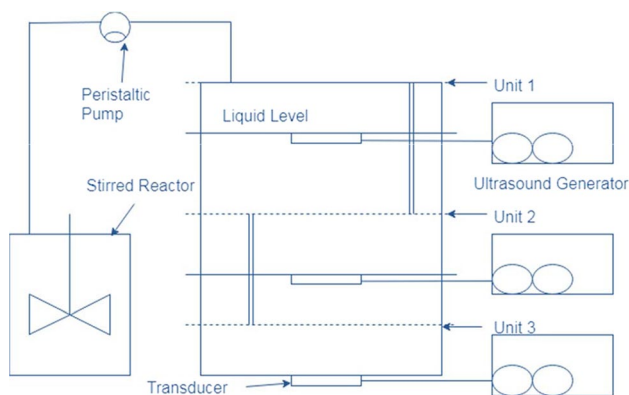 Peristaltic
Pump
Unit 1
Liquid Level
Stirred Reactor
Ultrasound Generator
Unit 2
Unit 3
Transducer